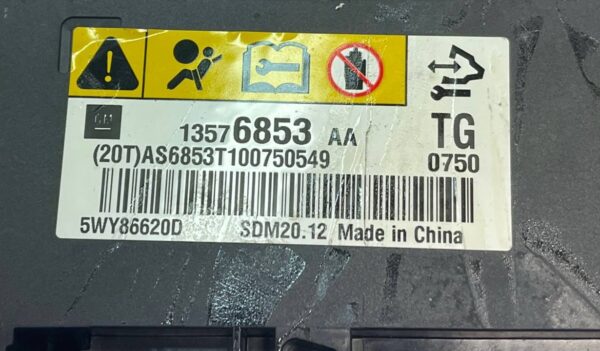 GM
13576853 AA TG
(20T)AS6853T100750549 0750
5WY86620D SDM20.12 Made in China